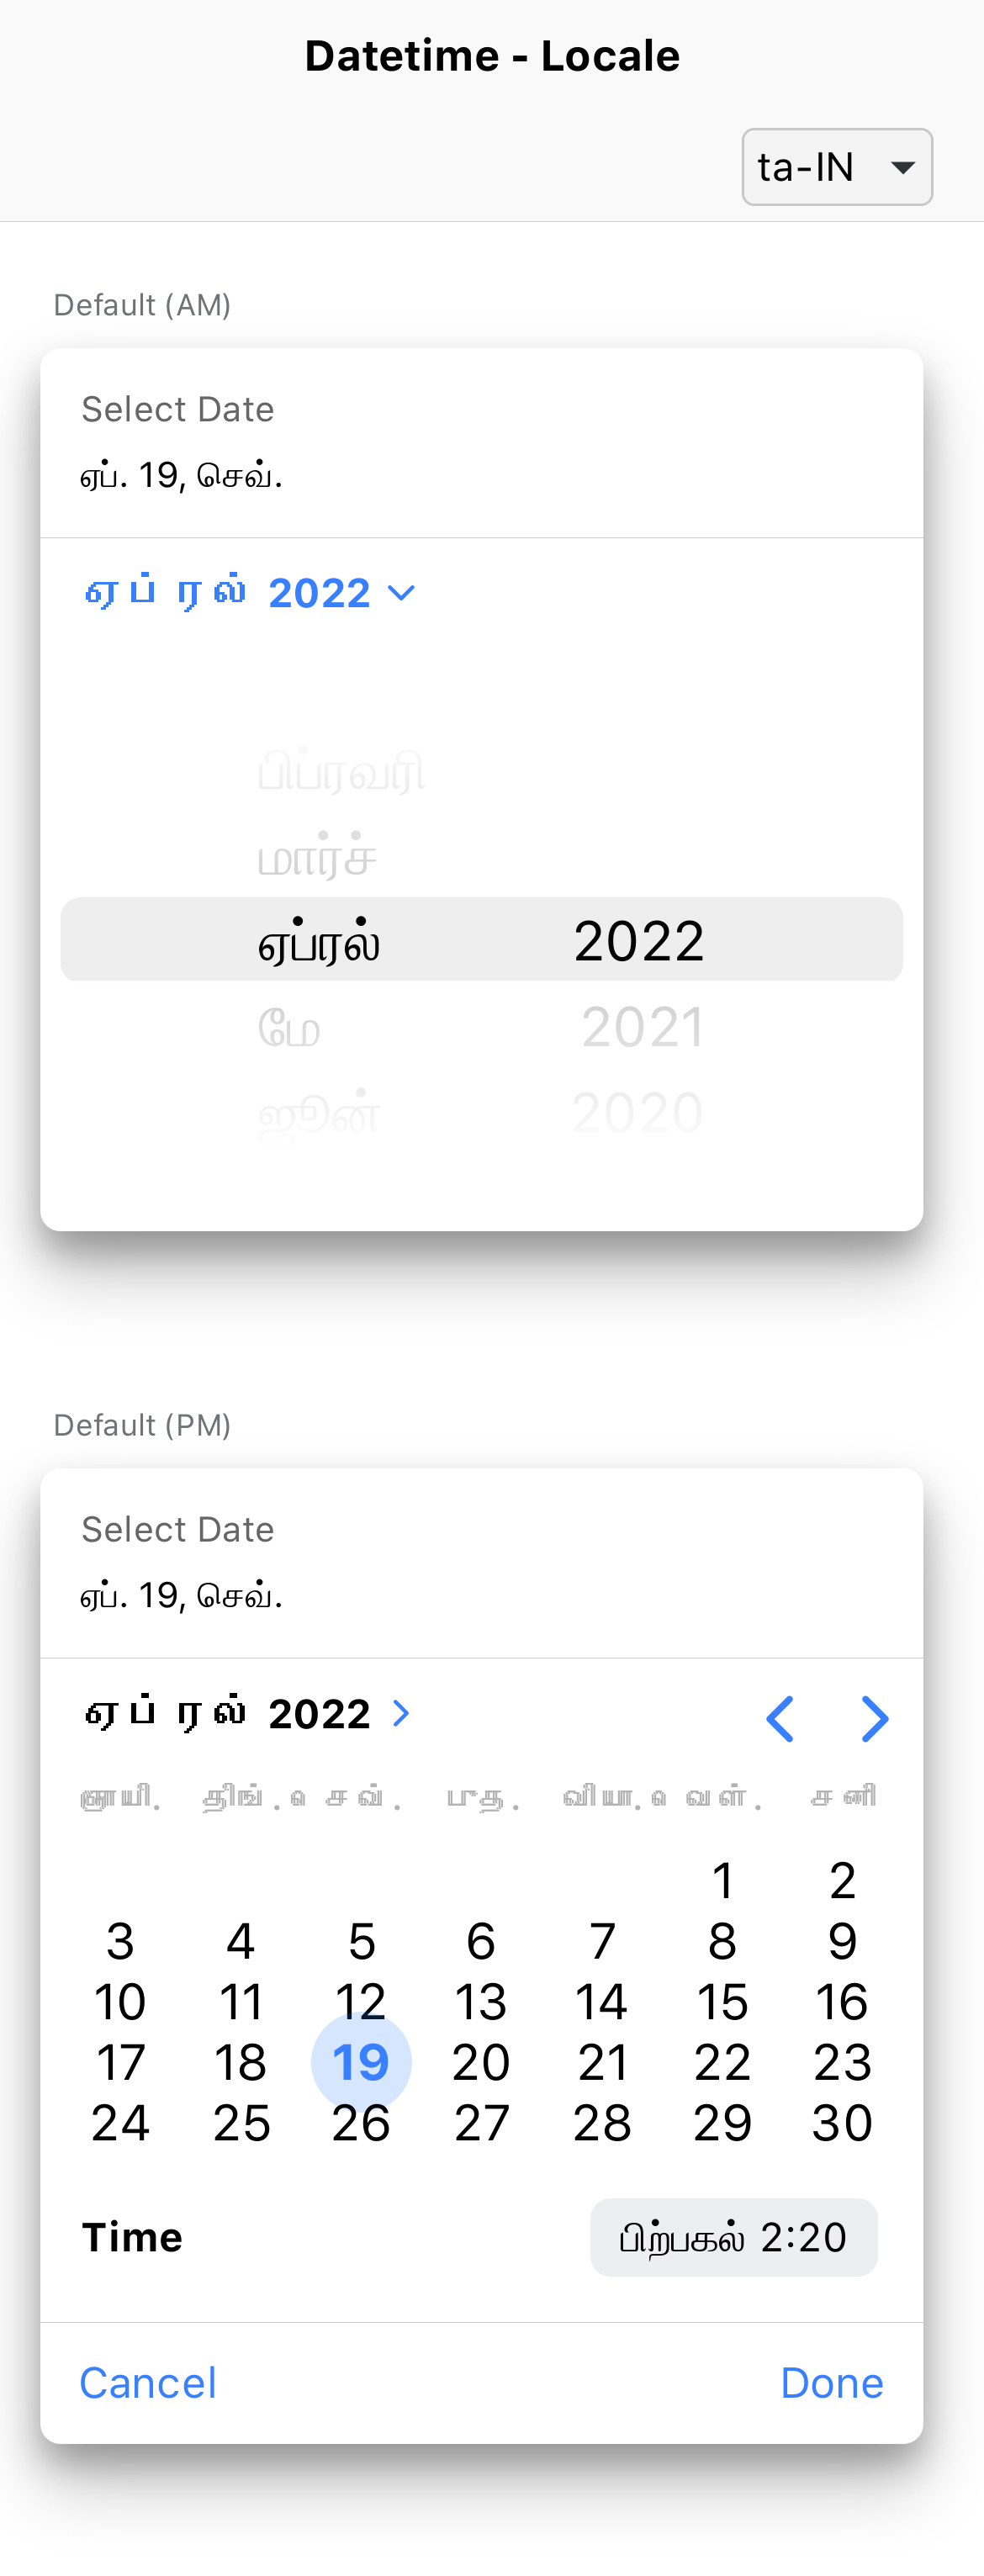 Datetime - Locale
ta-IN
Default (AM)
Select Date
ஏப். 19, செவ்.
ஏப்ரல் 2022
பிப்ரவரி
மார்ச்
ஏப்ரல் 2022
மே 2021
ஜூன் 2020
Default (PM)
Select Date
ஏப். 19, செவ்.
ஏப்ரல் 2022
ஞாயி. திங். செவ். புத. வியா. வெள். சனி
1 2
3 4 5 6 7 8 9
10 11 12 13 14 15 16
17 18 19 20 21 22 23
24 25 26 27 28 29 30
Time பிற்பகல் 2:20
Cancel Done